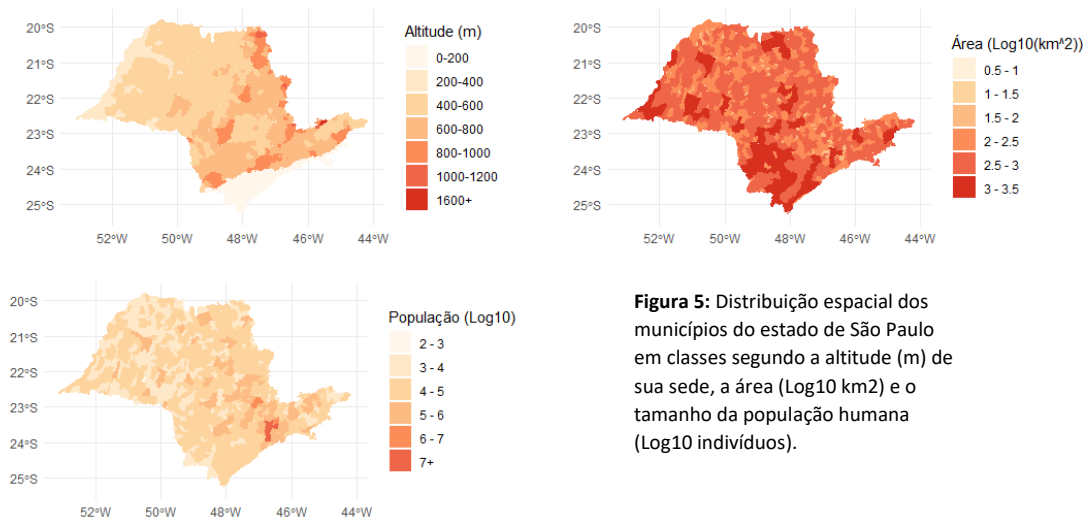 20°S
21°S
22°S
23°S
24°S
25°S
52°W 50°W 48°W 46°W 44°W
Altitude (m)
0-200
200-400
400-600
600-800
800-1000
1000-1200
1600+
20°S
21°S
22°S
23°S
24°S
25°S
52°W 50°W 48°W 46°W 44°W
Área (Log10(km^2))
0.5 - 1
1 - 1.5
1.5 - 2
2 - 2.5
2.5 - 3
3 - 3.5
20°S
21°S
22°S
23°S
24°S
25°S
52°W 50°W 48°W 46°W 44°W
População (Log10)
2 - 3
3 - 4
4 - 5
5 - 6
6 - 7
7+
Figura 5: Distribuição espacial dos
municípios do estado de São Paulo
em classes segundo a altitude (m) de
sua sede, a área (Log10 km2) e o
tamanho da população humana
(Log10 indivíduos).